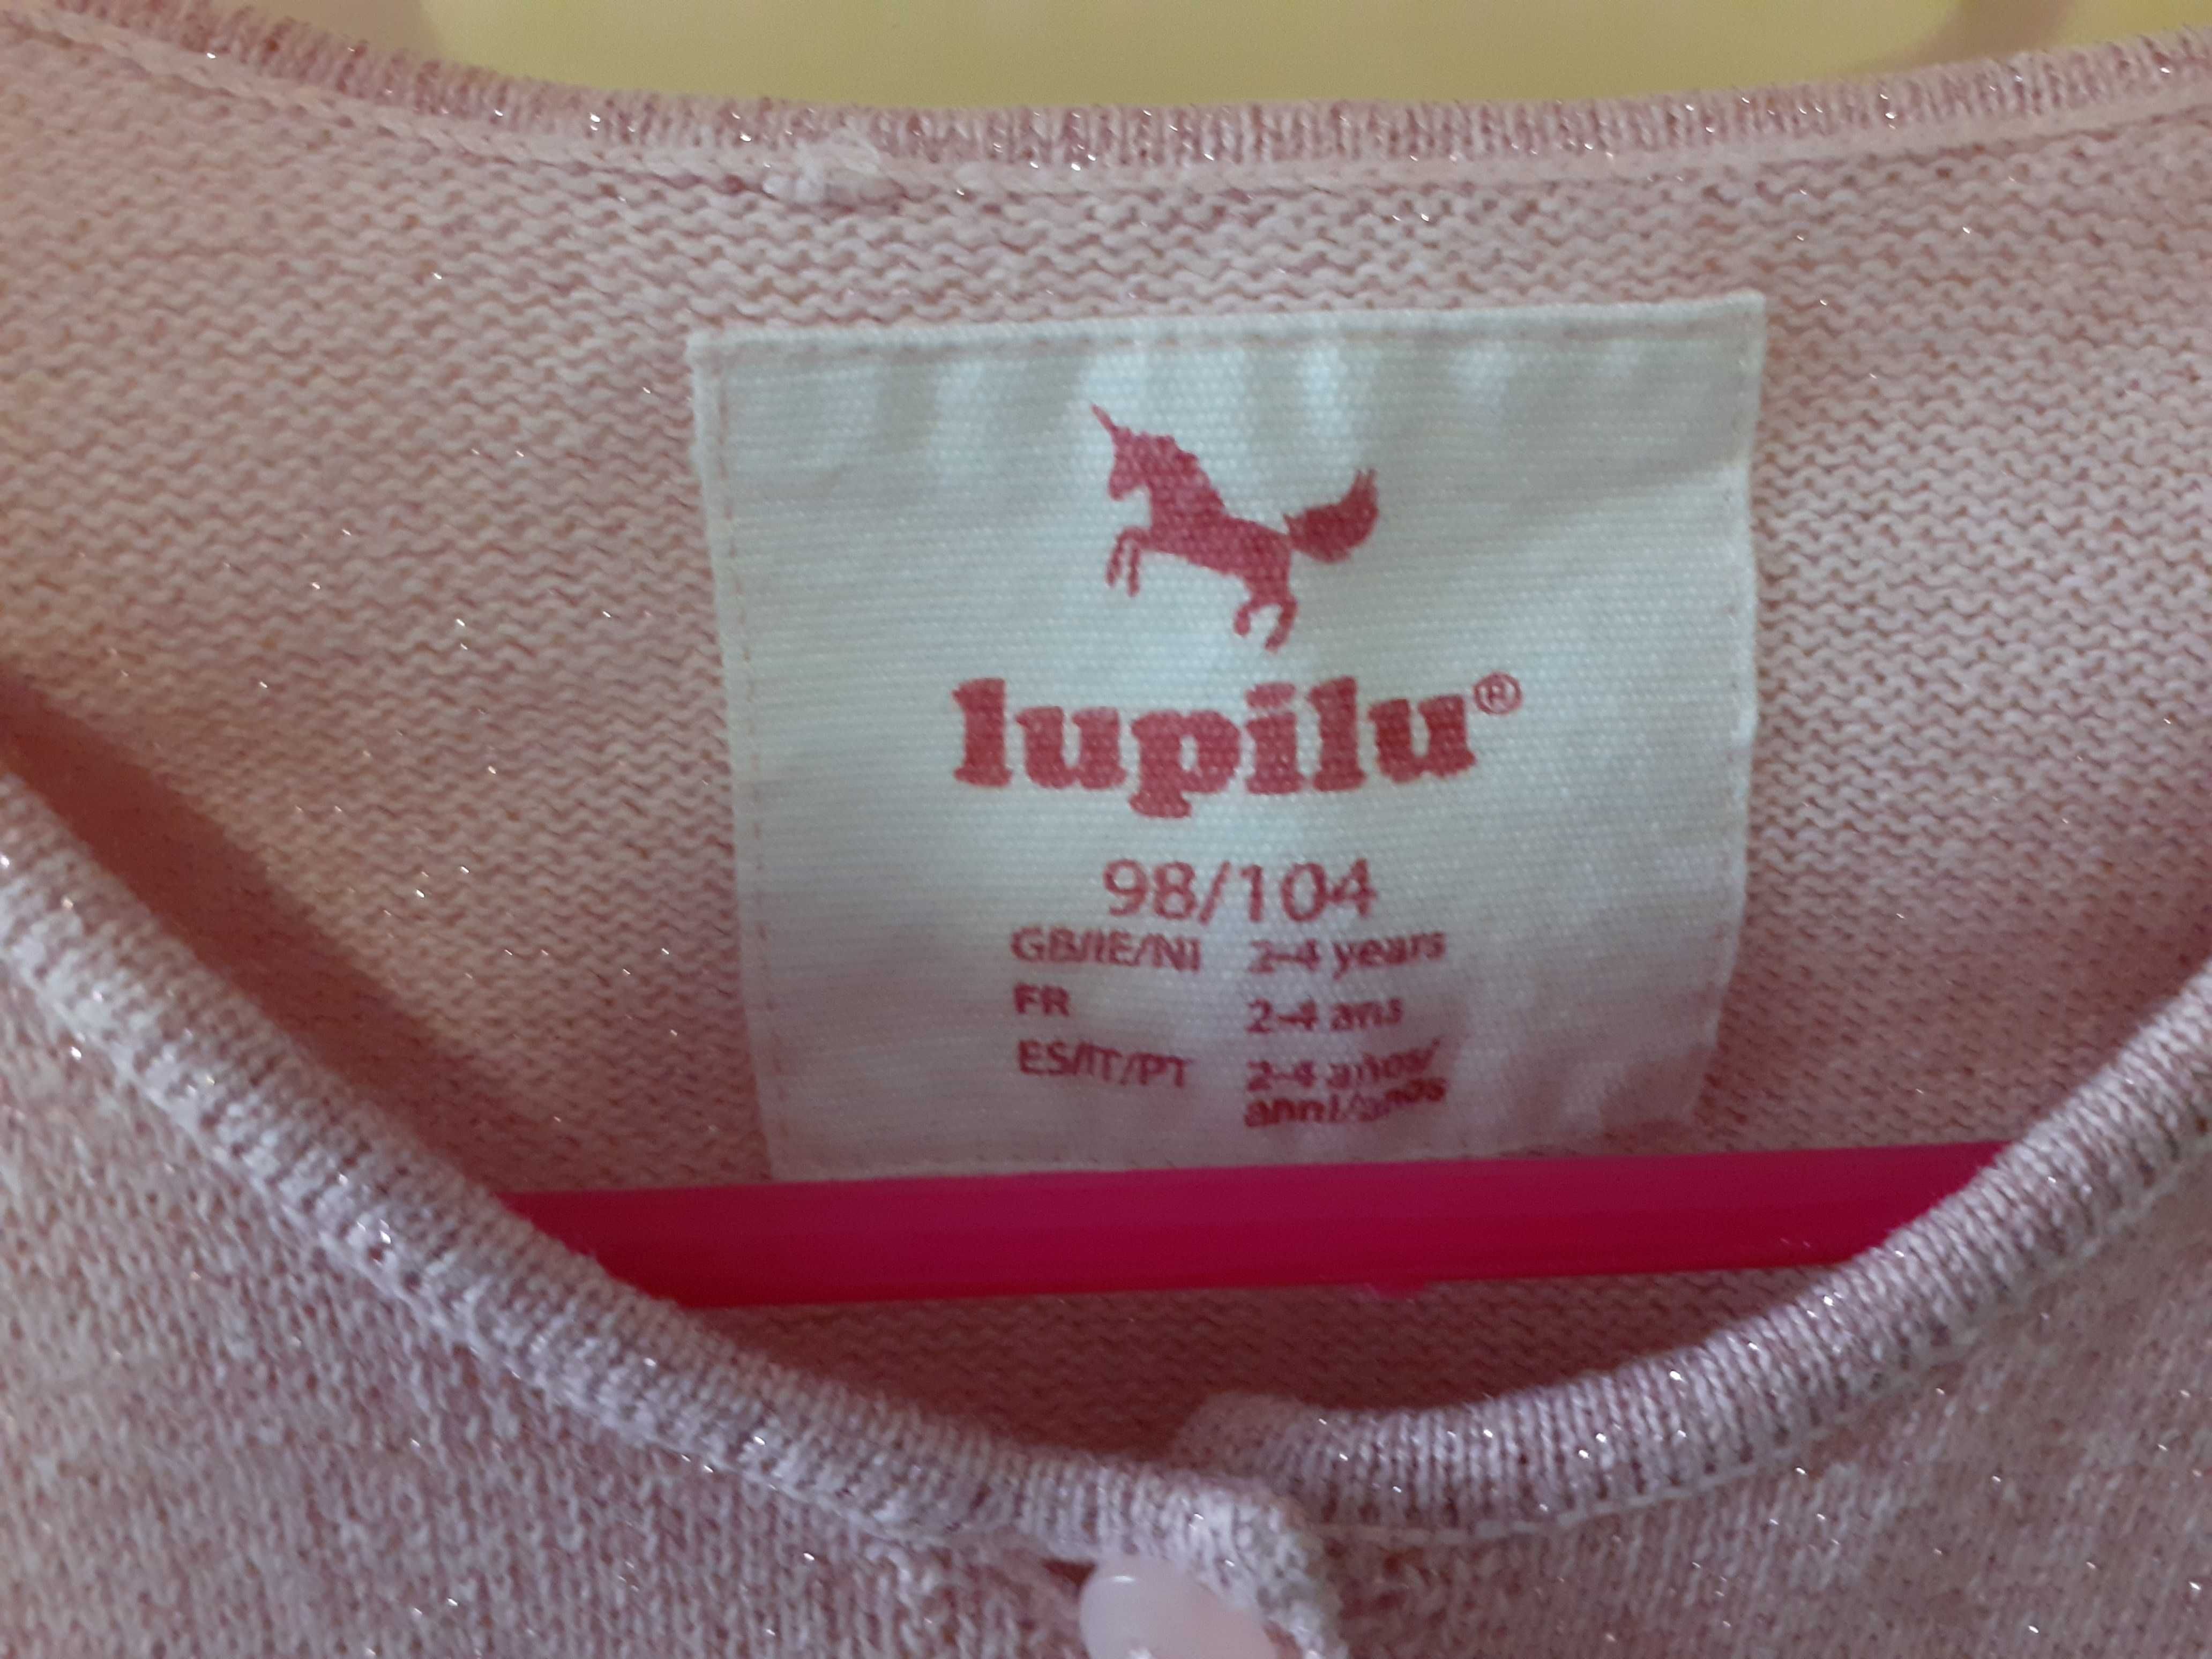 lupilu®
98/104
GB/IE/NI 2-4 years
FR 2-4 ans
ES/IT/PT 2-4 años/
anni/anos